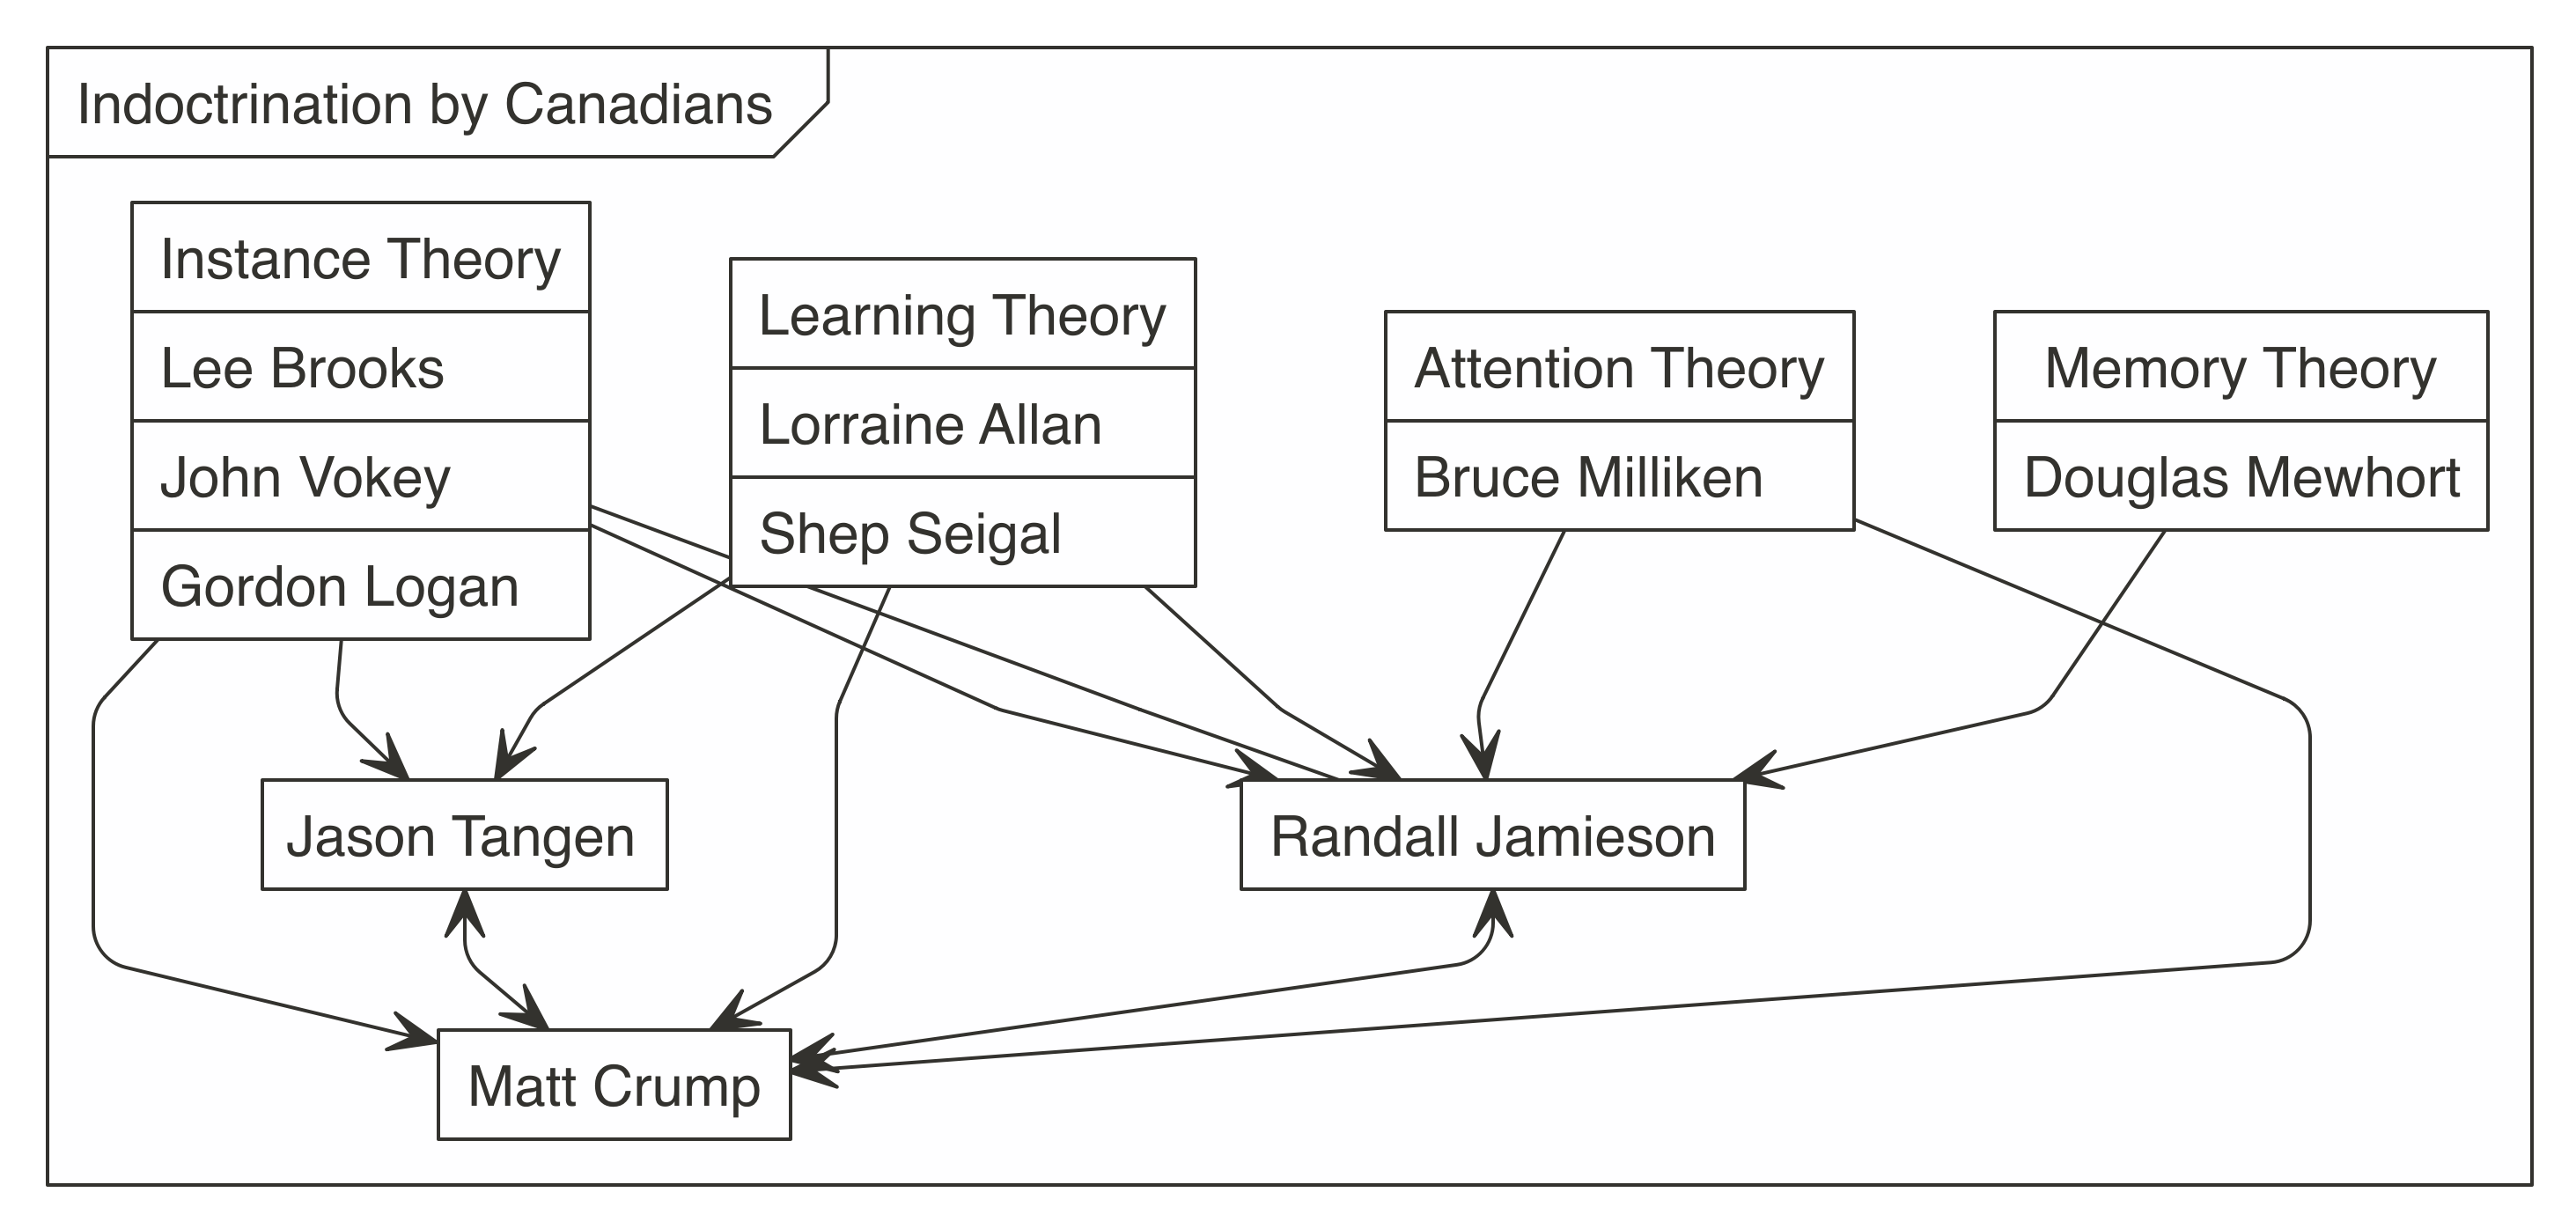 Indoctrination by Canadians
Instance Theory
Lee Brooks
John Vokey
Gordon Logan
Learning Theory
Lorraine Allan
Shep Seigal
Attention Theory
Bruce Milliken
Memory Theory
Douglas Mewhort
Jason Tangen
Randall Jamieson
Matt Crump